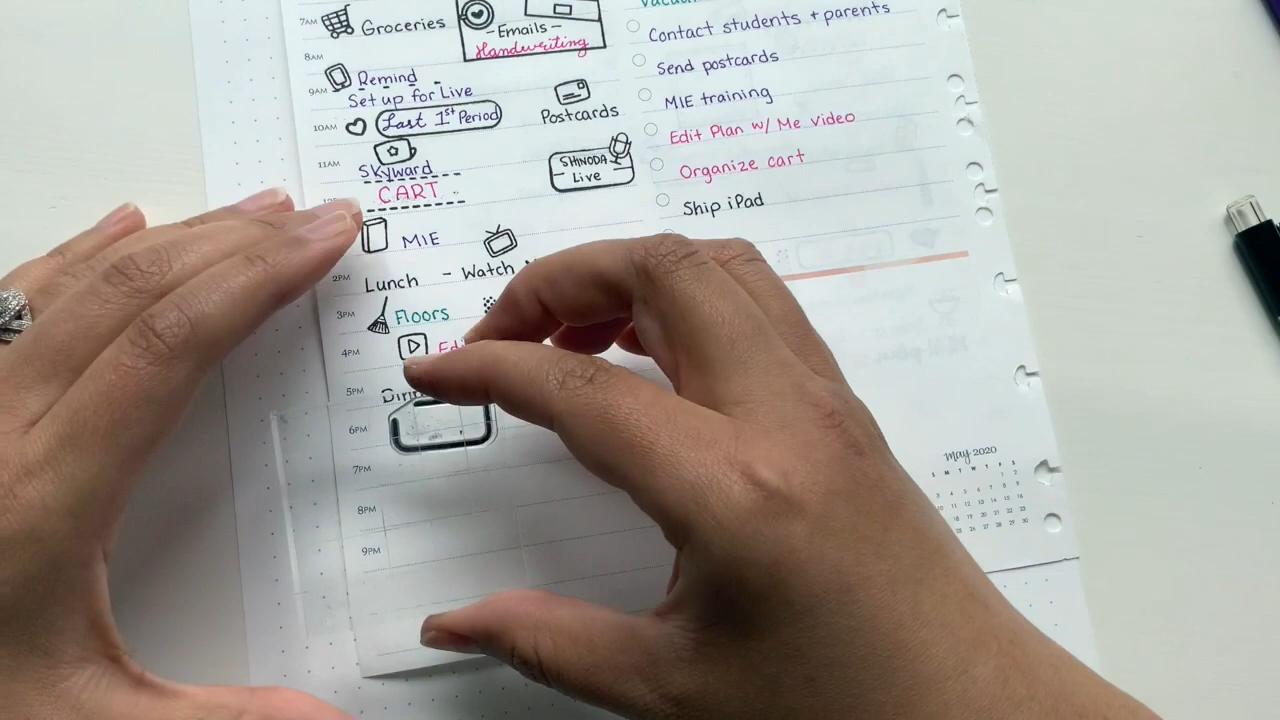 7AM Groceries
- Emails -
Handwriting
8AM
Remind
9AM Set up for Live
10AM Last 1st Period
Postcards
11AM
Skyward
SHINODA
Live
CART
MIE
2PM Lunch - Watch
3PM Floors
4PM
5PM
6PM
7PM
8PM
9PM
Contact students + parents
Send postcards
MIE training
Edit Plan w/ Me video
Organize cart
Ship iPad
May 2020
S M T W T F S